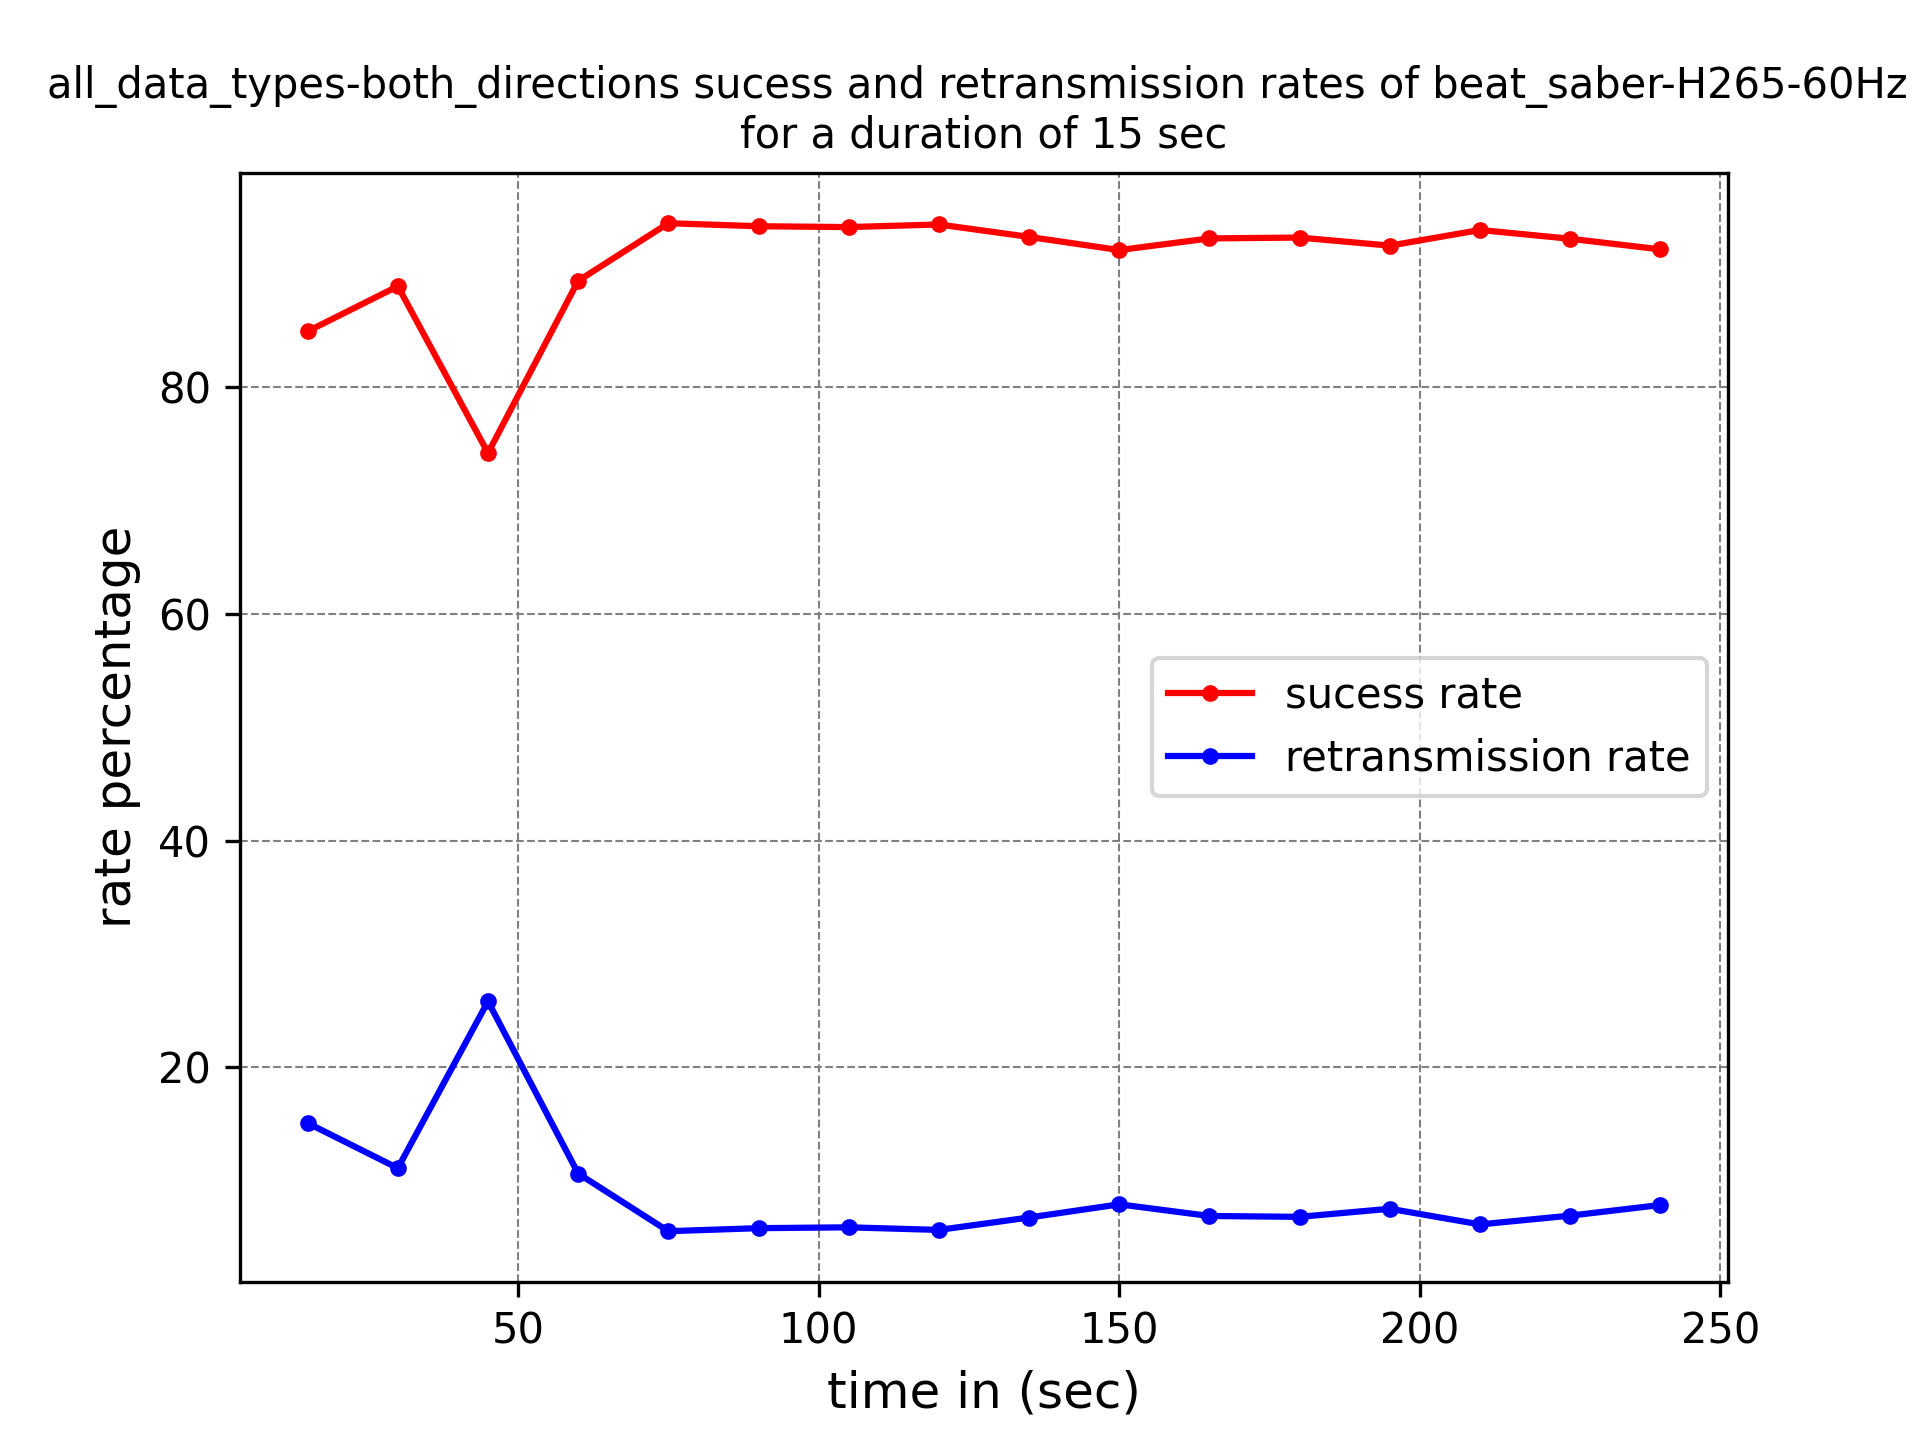 all_data_types-both_directions sucess and retransmission rates of beat_saber-H265-60Hz
for a duration of 15 sec
rate percentage
80
60
40
20
sucess rate
retransmission rate
50
100
150
200
250
time in (sec)